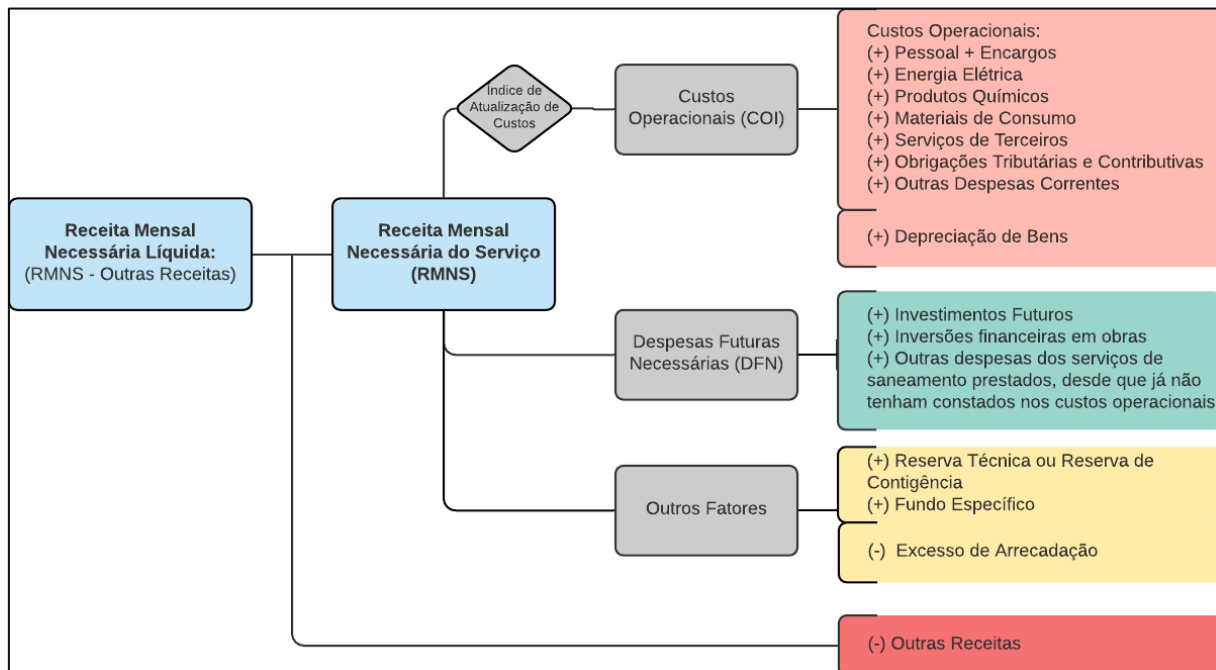 Receita Mensal
Necessária Líquida:
(RMNS - Outras Receitas)
Receita Mensal
Necessária do Serviço
(RMNS)
Índice de
Atualização de
Custos
Custos
Operacionais (COI)
Custos Operacionais:
(+) Pessoal + Encargos
(+) Energia Elétrica
(+) Produtos Químicos
(+) Materiais de Consumo
(+) Serviços de Terceiros
(+) Obrigações Tributárias e Contributivas
(+) Outras Despesas Correntes
(+) Depreciação de Bens
Despesas Futuras
Necessárias (DFN)
(+) Investimentos Futuros
(+) Inversões financeiras em obras
(+) Outras despesas dos serviços de
saneamento prestados, desde que já não
tenham constados nos custos operacionais
Outros Fatores
(+) Reserva Técnica ou Reserva de
Contigência
(+) Fundo Específico
(-) Excesso de Arrecadação
(-) Outras Receitas